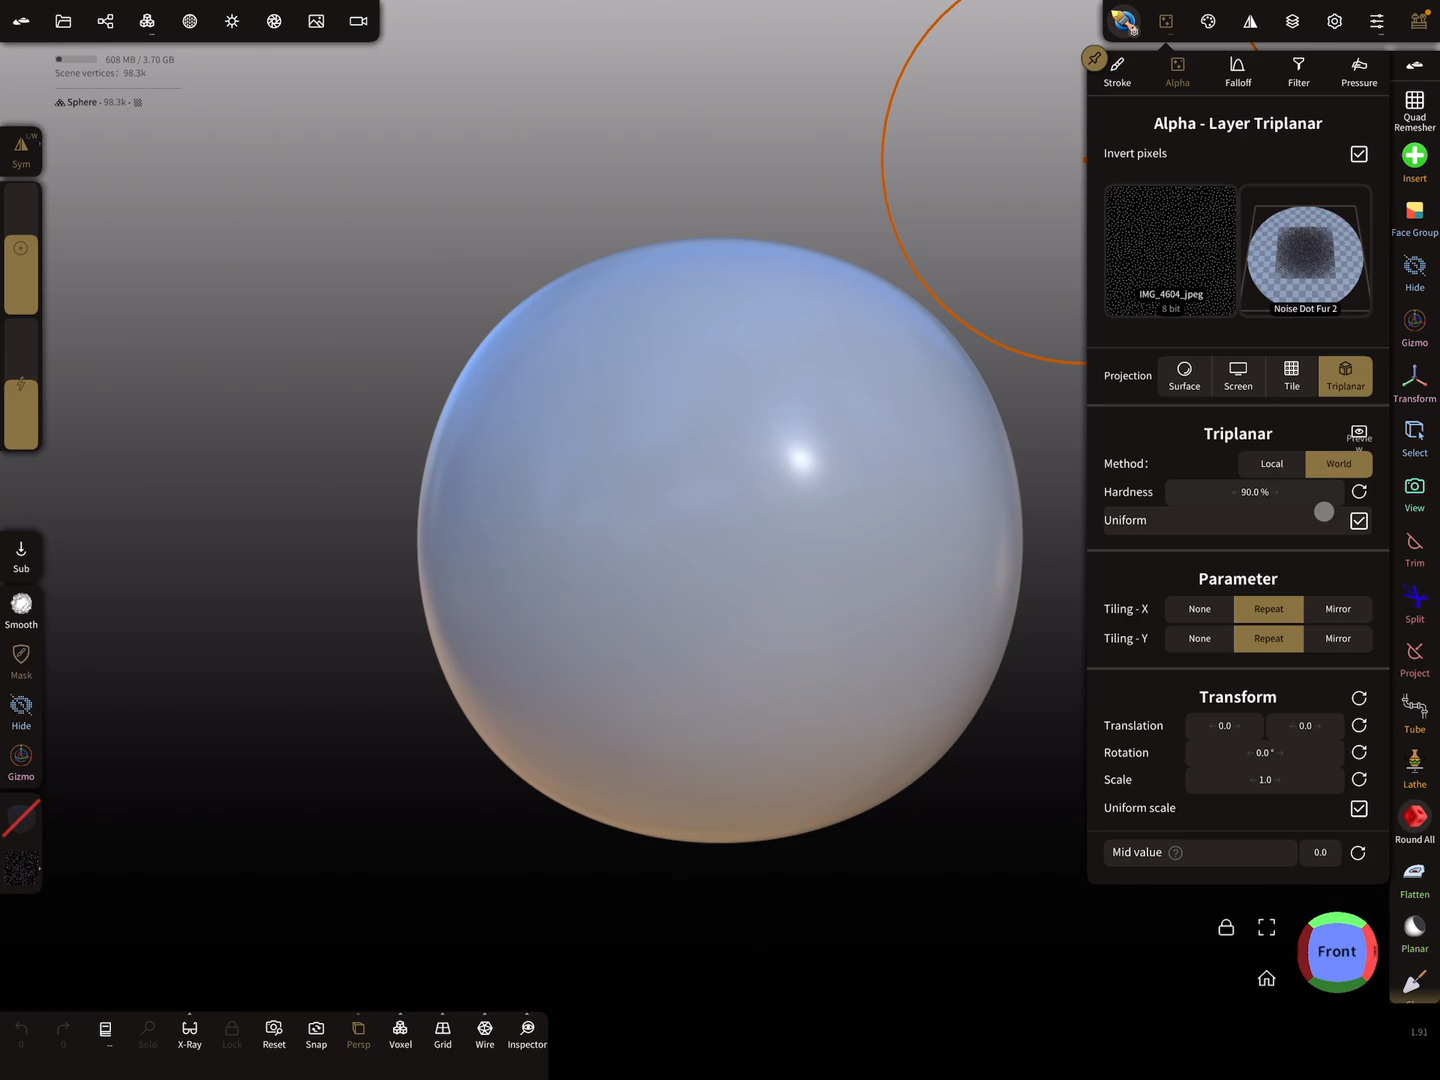 608 MB / 3.70 GB
Scene vertices: 98.3k
Sphere - 98.3k -
Sym
Sub
Smooth
Mask
Hide
Gizmo
Stroke
Alpha
Falloff
Filter
Pressure
Alpha - Layer Triplanar
Invert pixels
IMG_4604_jpeg
8 bit
Noise Dot Fur 2
Projection
Surface
Screen
Tile
Triplanar
Triplanar
Preview
Method:
Local
World
Hardness
90.0 %
Uniform
Parameter
Tiling - X
None
Repeat
Mirror
Tiling - Y
None
Repeat
Mirror
Transform
Translation
0.0
0.0
Rotation
0.0 °
Scale
1.0
Uniform scale
Mid value ?
0.0
Quad
Remesher
Insert
Face Group
Hide
Gizmo
Transform
Select
View
Trim
Split
Project
Tube
Lathe
Round All
Flatten
Planar
Front
0
0
...
Solo
X-Ray
Lock
Reset
Snap
Persp
Voxel
Grid
Wire
Inspector
1.91